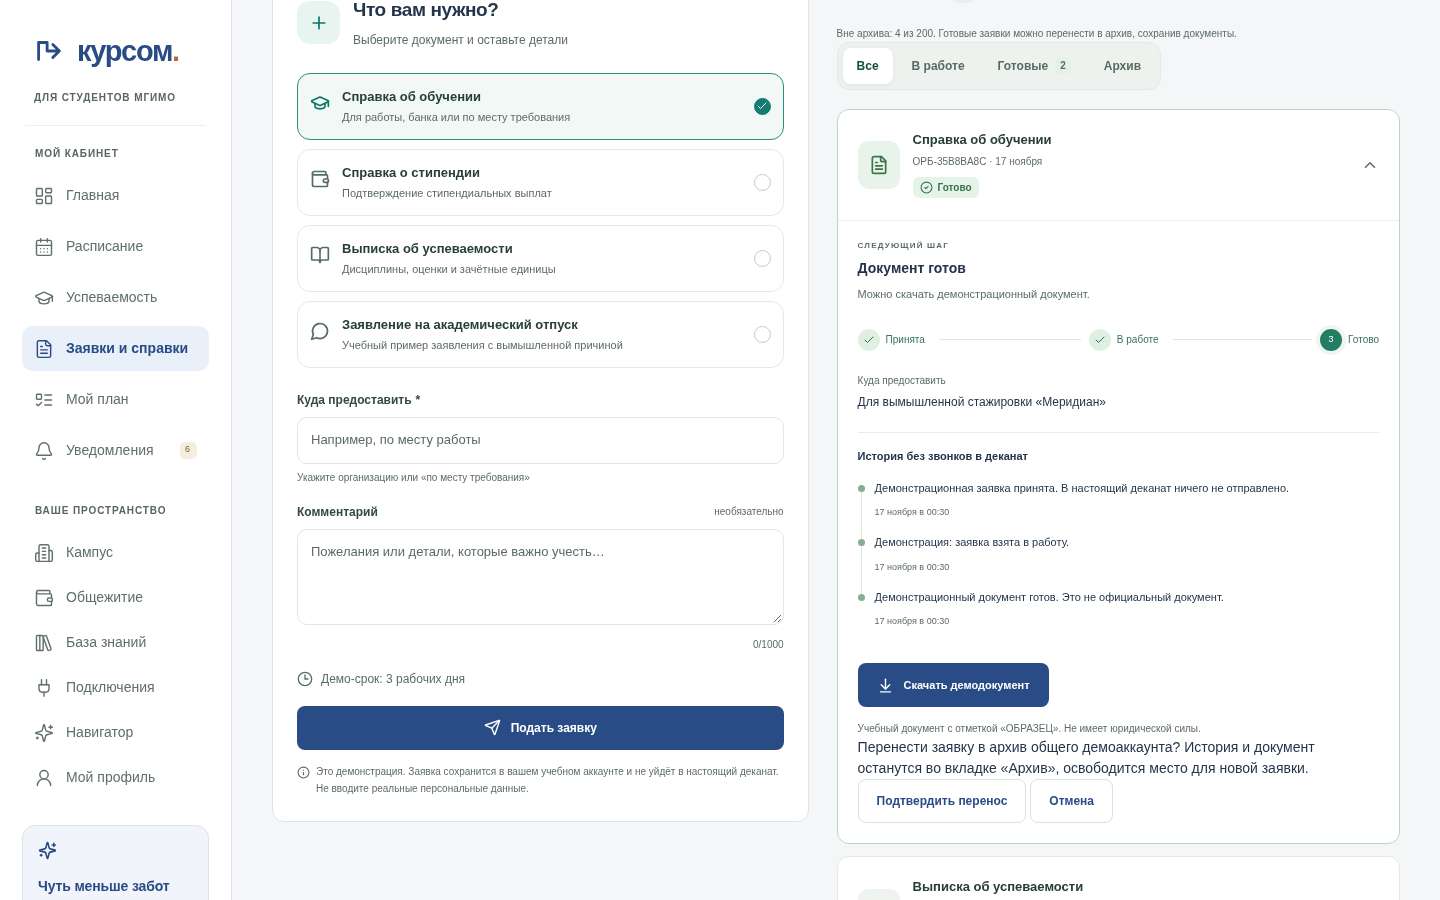 курсом.
ДЛЯ СТУДЕНТОВ МГИМО
МОЙ КАБИНЕТ
Главная
Расписание
Успеваемость
Заявки и справки
Мой план
Уведомления
6
ВАШЕ ПРОСТРАНСТВО
Кампус
Общежитие
База знаний
Подключения
Навигатор
Мой профиль
Чуть меньше забот
Что вам нужно?
Выберите документ и оставьте детали
Справка об обучении
Для работы, банка или по месту требования
Справка о стипендии
Подтверждение стипендиальных выплат
Выписка об успеваемости
Дисциплины, оценки и зачётные единицы
Заявление на академический отпуск
Учебный пример заявления с вымышленной причиной
Куда предоставить *
Например, по месту работы
Укажите организацию или «по месту требования»
Комментарий
необязательно
Пожелания или детали, которые важно учесть…
0/1000
Демо-срок: 3 рабочих дня
Подать заявку
Это демонстрация. Заявка сохранится в вашем учебном аккаунте и не уйдёт в настоящий деканат.
Не вводите реальные персональные данные.
Вне архива: 4 из 200. Готовые заявки можно перенести в архив, сохранив документы.
Все
В работе
Готовые 2
Архив
Справка об обучении
ОРБ-35B8BA8C · 17 ноября
Готово
СЛЕДУЮЩИЙ ШАГ
Документ готов
Можно скачать демонстрационный документ.
Принята
В работе
3 Готово
Куда предоставить
Для вымышленной стажировки «Меридиан»
История без звонков в деканат
Демонстрационная заявка принята. В настоящий деканат ничего не отправлено.
17 ноября в 00:30
Демонстрация: заявка взята в работу.
17 ноября в 00:30
Демонстрационный документ готов. Это не официальный документ.
17 ноября в 00:30
Скачать демодокумент
Учебный документ с отметкой «ОБРАЗЕЦ». Не имеет юридической силы.
Перенести заявку в архив общего демоаккаунта? История и документ
останутся во вкладке «Архив», освободится место для новой заявки.
Подтвердить перенос
Отмена
Выписка об успеваемости